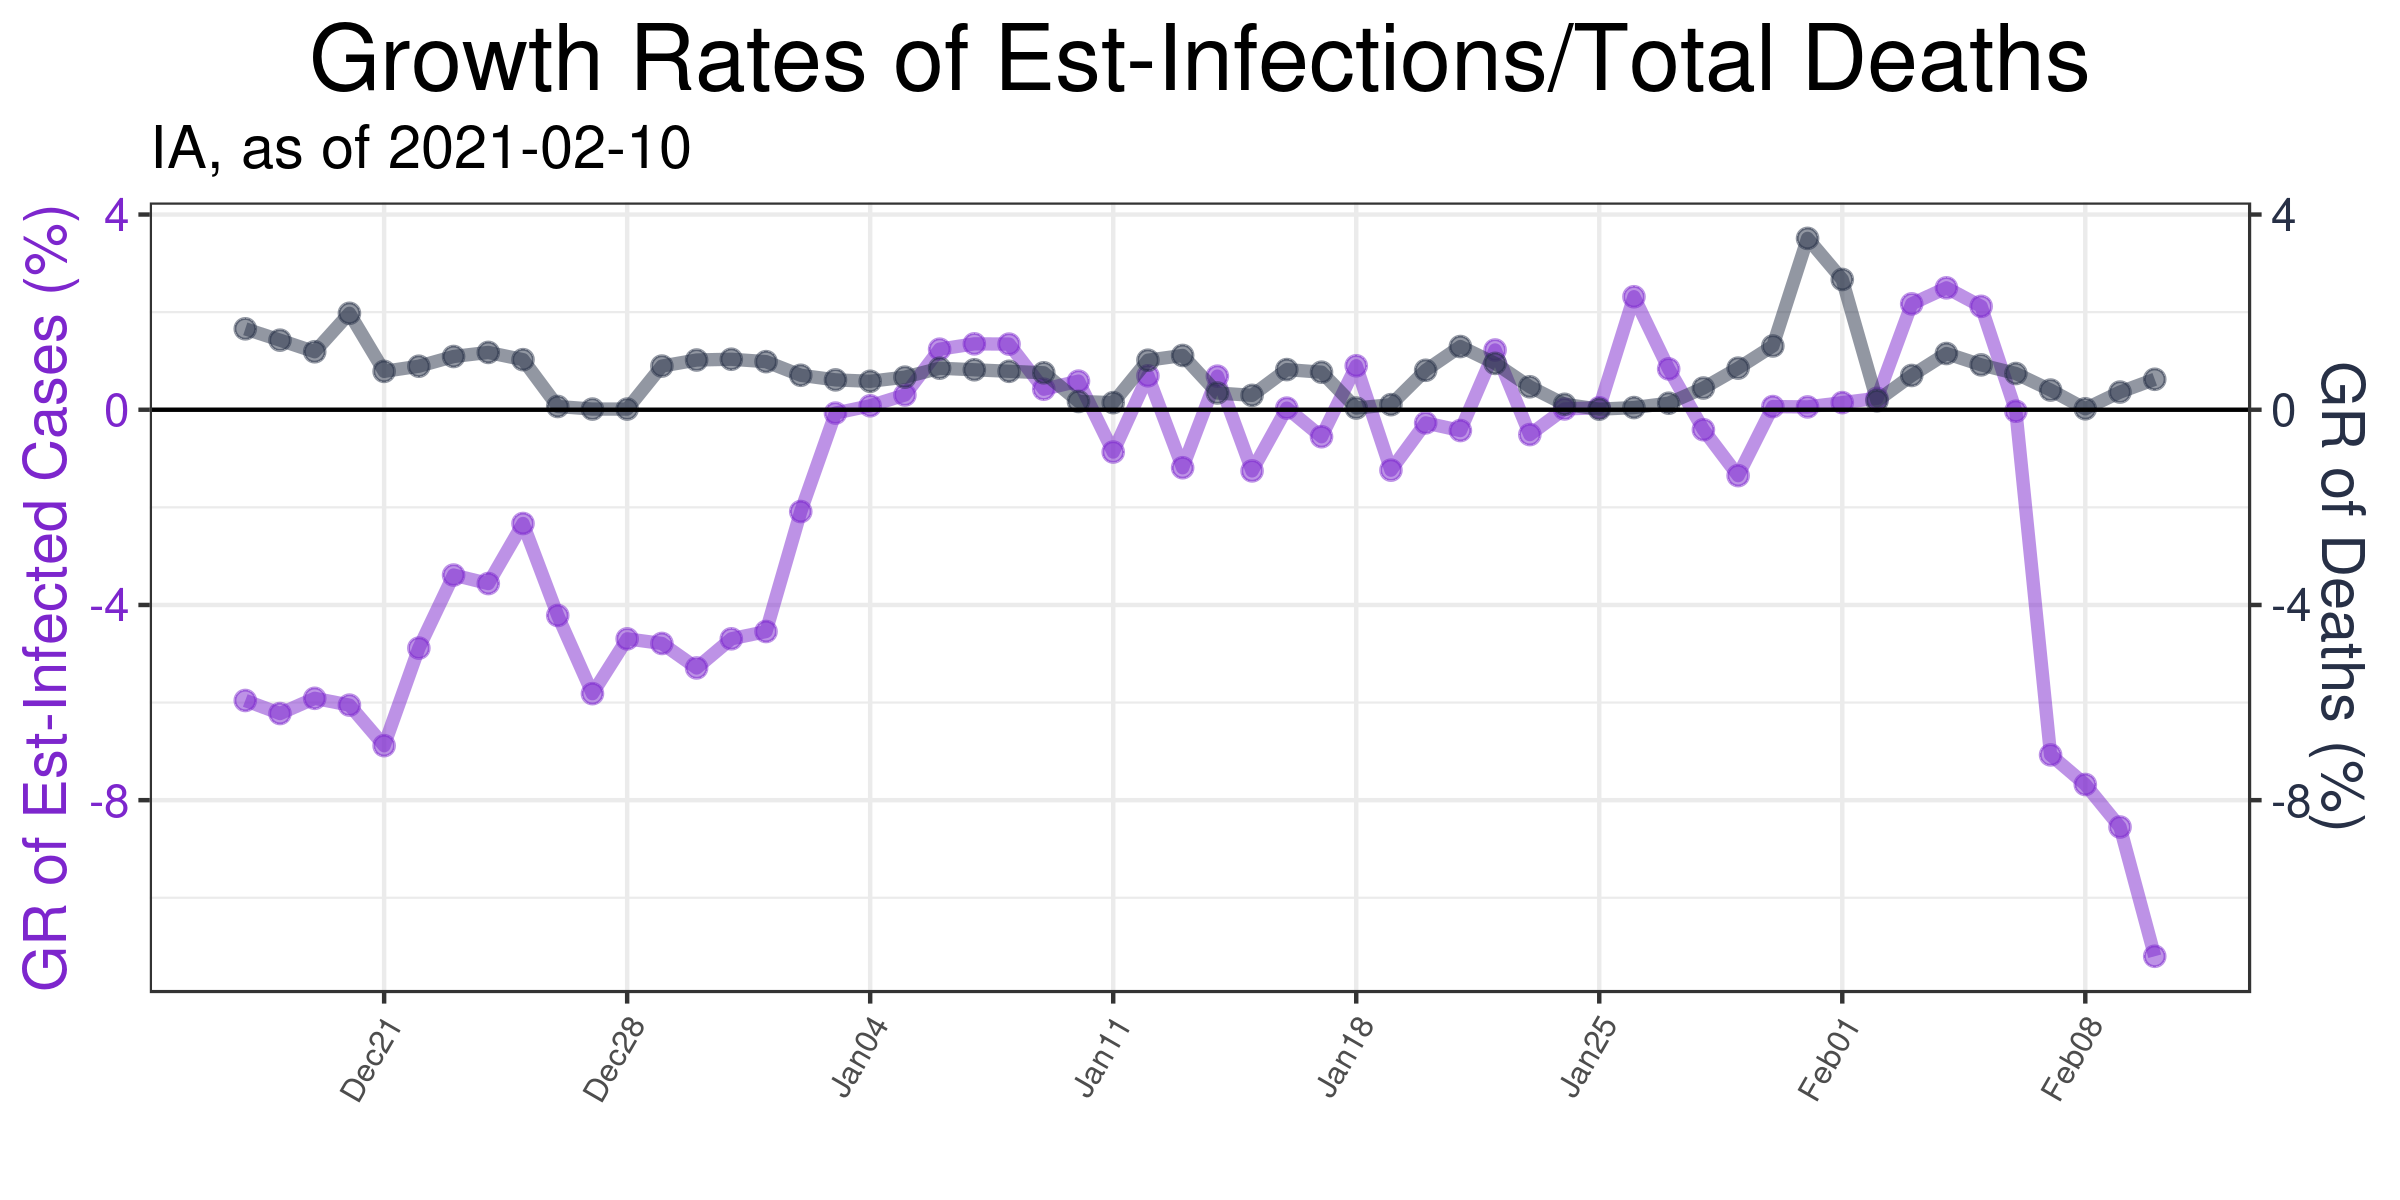 Growth Rates of Est-Infections/Total Deaths
IA, as of 2021-02-10
GR of Est-Infected Cases (%)
4
0
-4
-8
4
0
-4
-8
GR of Deaths (%)
Dec21
Dec28
Jan04
Jan11
Jan18
Jan25
Feb01
Feb08